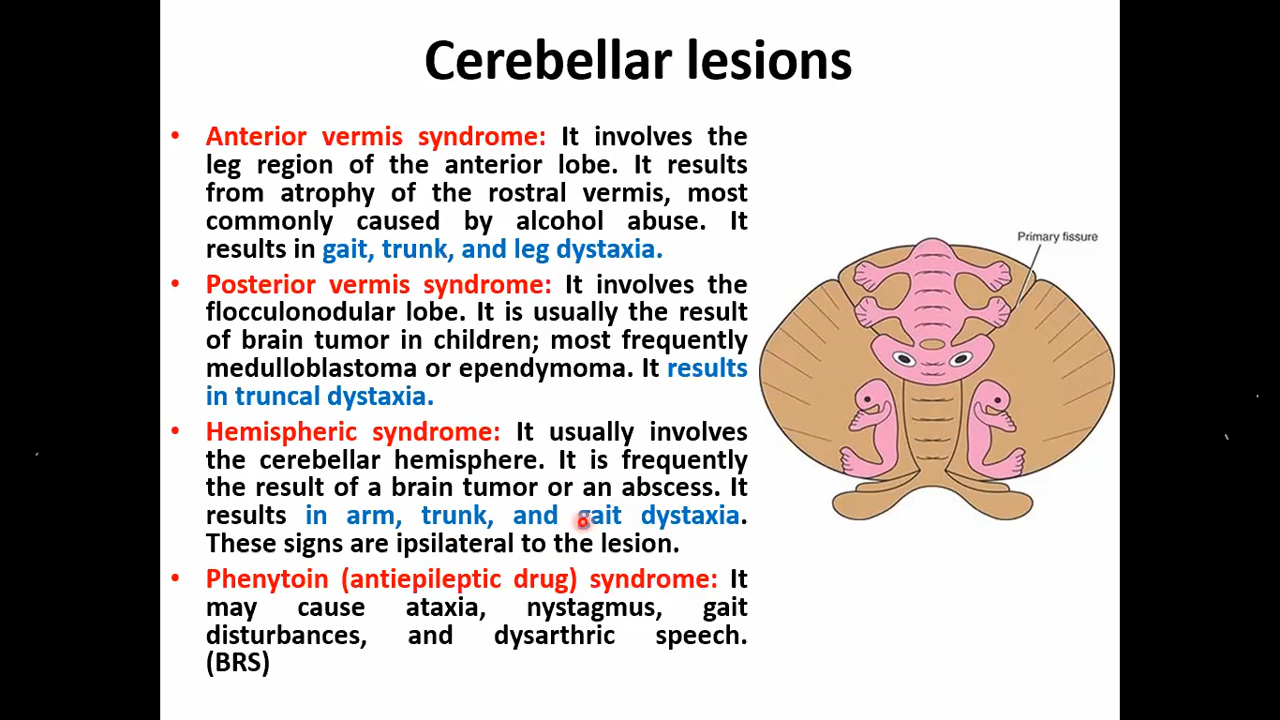 Cerebellar lesions
• Anterior vermis syndrome: It involves the
leg region of the anterior lobe. It results
from atrophy of the rostral vermis, most
commonly caused by alcohol abuse. It
results in gait, trunk, and leg dystaxia.
• Posterior vermis syndrome: It involves the
flocculonodular lobe. It is usually the result
of brain tumor in children; most frequently
medulloblastoma or ependymoma. It results
in truncal dystaxia.
• Hemispheric syndrome: It usually involves
the cerebellar hemisphere. It is frequently
the result of a brain tumor or an abscess. It
results in arm, trunk, and gait dystaxia.
These signs are ipsilateral to the lesion.
• Phenytoin (antiepileptic drug) syndrome: It
may cause ataxia, nystagmus, gait
disturbances, and dysarthric speech.
(BRS)
Primary fissure